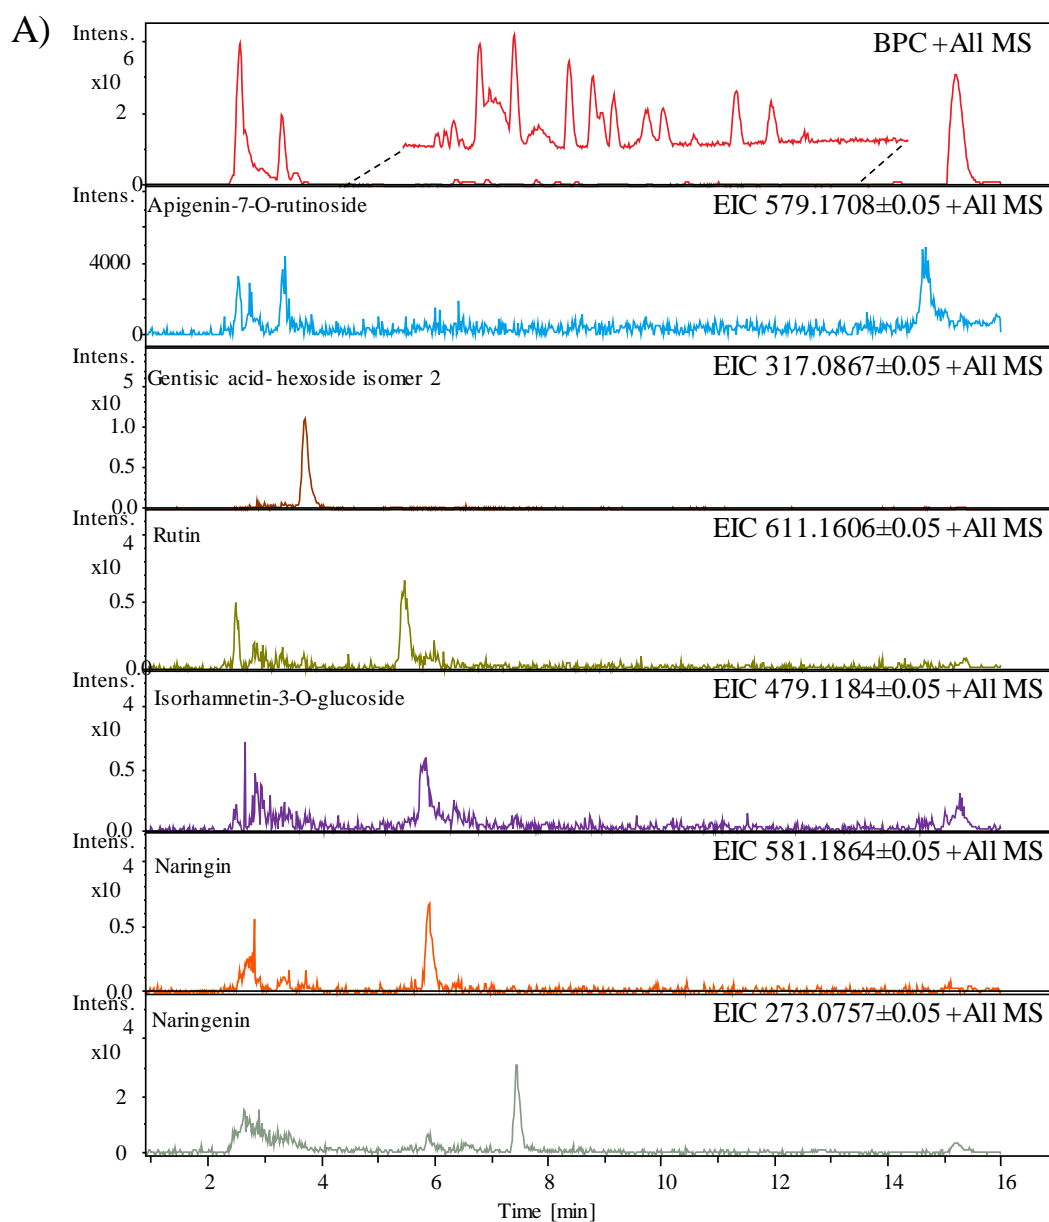 A)
Intens.
6
x10
2
0
BPC +All MS
Intens.
Apigenin-7-O-rutinoside
EIC 579.1708±0.05 +All MS
4000
0
Intens.
5
x10
1.0
0.5
0.0
Gentisic acid- hexoside isomer 2
EIC 317.0867±0.05 +All MS
Intens.
4
x10
0.5
0.0
Rutin
EIC 611.1606±0.05 +All MS
Intens.
4
x10
0.5
0.0
Isorhamnetin-3-O-glucoside
EIC 479.1184±0.05 +All MS
Intens.
4
x10
0.5
0.0
Naringin
EIC 581.1864±0.05 +All MS
Intens.
4
x10
2
0
Naringenin
EIC 273.0757±0.05 +All MS
2 4 6 8 10 12 14 15 16
Time [min]